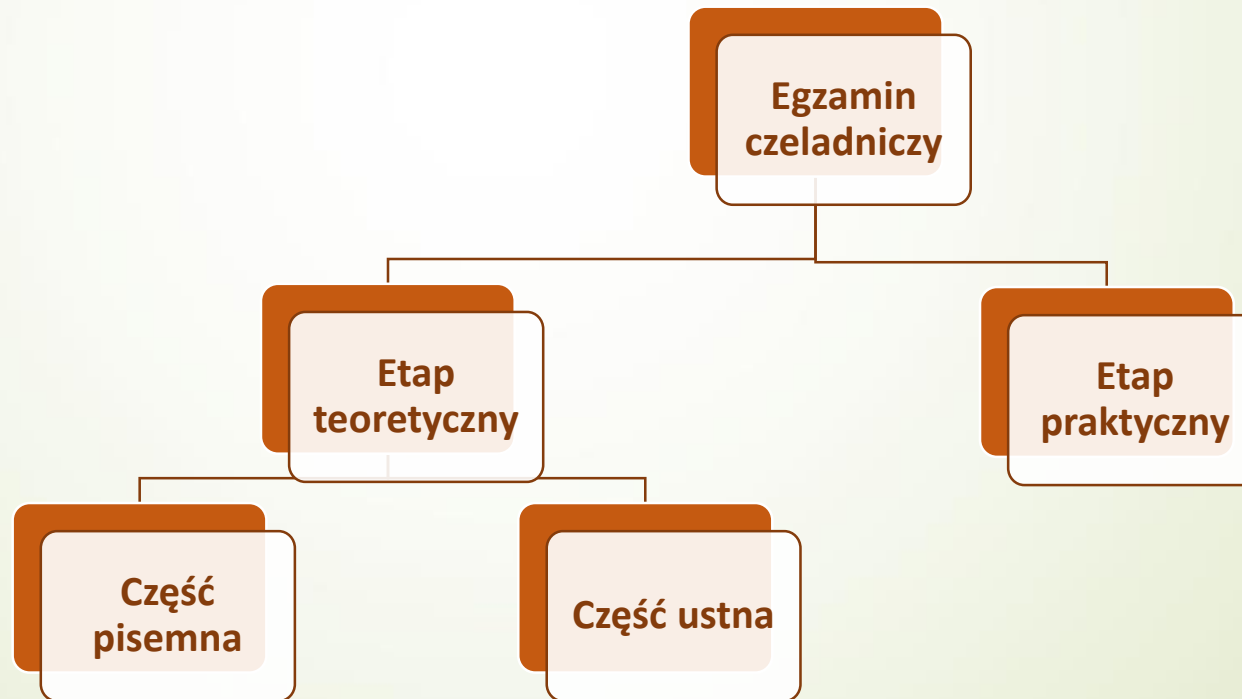 Egzamin
czeladniczy
Etap
teoretyczny
Etap
praktyczny
Część
pisemna
Część ustna